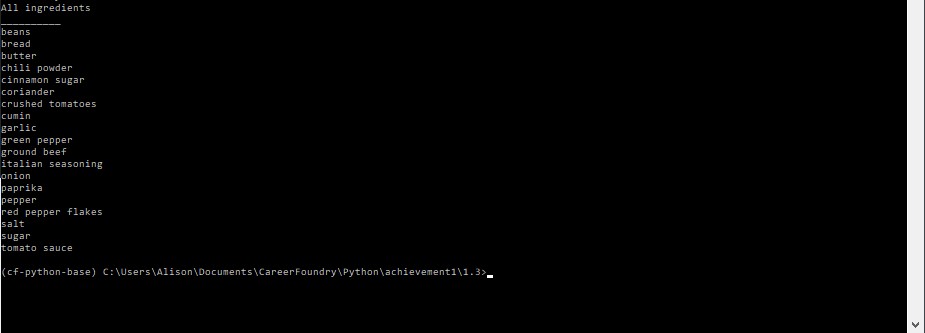 All ingredients
__________
beans
bread
butter
chili powder
cinnamon sugar
coriander
crushed tomatoes
cumin
garlic
green pepper
ground beef
italian seasoning
onion
paprika
pepper
red pepper flakes
salt
sugar
tomato sauce
(cf-python-base) C:\Users\Alison\Documents\CareerFoundry\Python\achievement1\1.3>